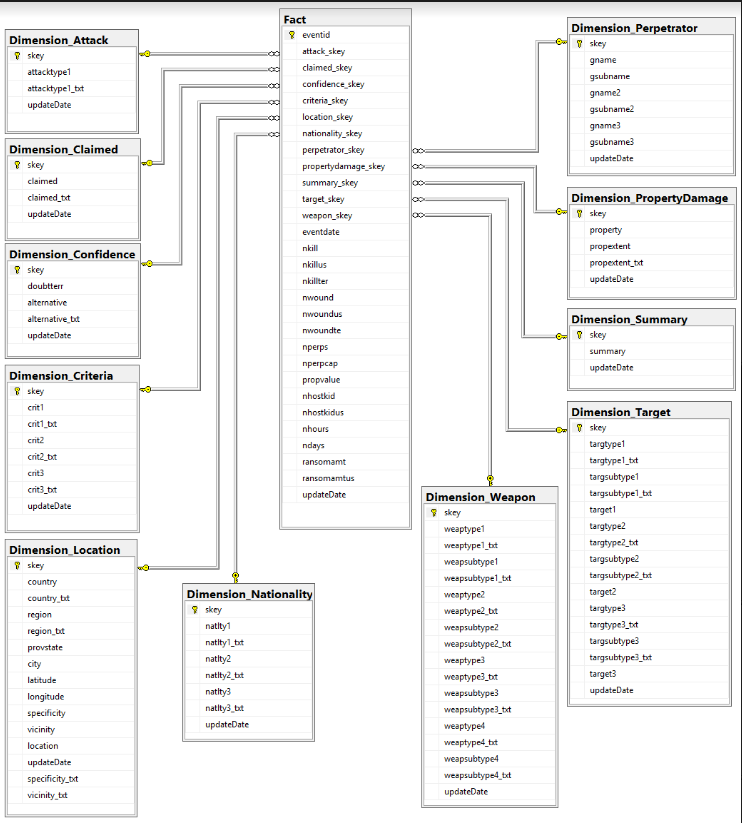 Fact
eventid
attack_skey
claimed_skey
confidence_skey
criteria_skey
location_skey
nationality_skey
perpetrator_skey
propertydamage_skey
summary_skey
target_skey
weapon_skey
eventdate
nkill
nkillus
nkillter
nwound
nwoundus
nwoundte
nperps
nperpcap
propvalue
nhostkid
nhostkidus
nhours
ndays
ransomamt
ransomamtus
updateDate
Dimension_Attack
skey
attacktype1
attacktype1_txt
updateDate
Dimension_Claimed
skey
claimed
claimed_txt
updateDate
Dimension_Confidence
skey
doubtterr
alternative
alternative_txt
updateDate
Dimension_Criteria
skey
crit1
crit1_txt
crit2
crit2_txt
crit3
crit3_txt
updateDate
Dimension_Location
skey
country
country_txt
region
region_txt
provstate
city
latitude
longitude
specificity
vicinity
location
updateDate
specificity_txt
vicinity_txt
Dimension_Nationality
skey
natlty1
natlty1_txt
natlty2
natlty2_txt
natlty3
natlty3_txt
updateDate
Dimension_Weapon
skey
weaptype1
weaptype1_txt
weapsubtype1
weapsubtype1_txt
weaptype2
weaptype2_txt
weapsubtype2
weapsubtype2_txt
weaptype3
weaptype3_txt
weapsubtype3
weapsubtype3_txt
weaptype4
weaptype4_txt
weapsubtype4
weapsubtype4_txt
updateDate
Dimension_Perpetrator
skey
gname
gsubname
gname2
gsubname2
gname3
gsubname3
updateDate
Dimension_PropertyDamage
skey
property
propextent
propextent_txt
updateDate
Dimension_Summary
skey
summary
updateDate
Dimension_Target
skey
targtype1
targtype1_txt
targsubtype1
targsubtype1_txt
target1
targtype2
targtype2_txt
targsubtype2
targsubtype2_txt
target2
targtype3
targtype3_txt
targsubtype3
targsubtype3_txt
target3
updateDate